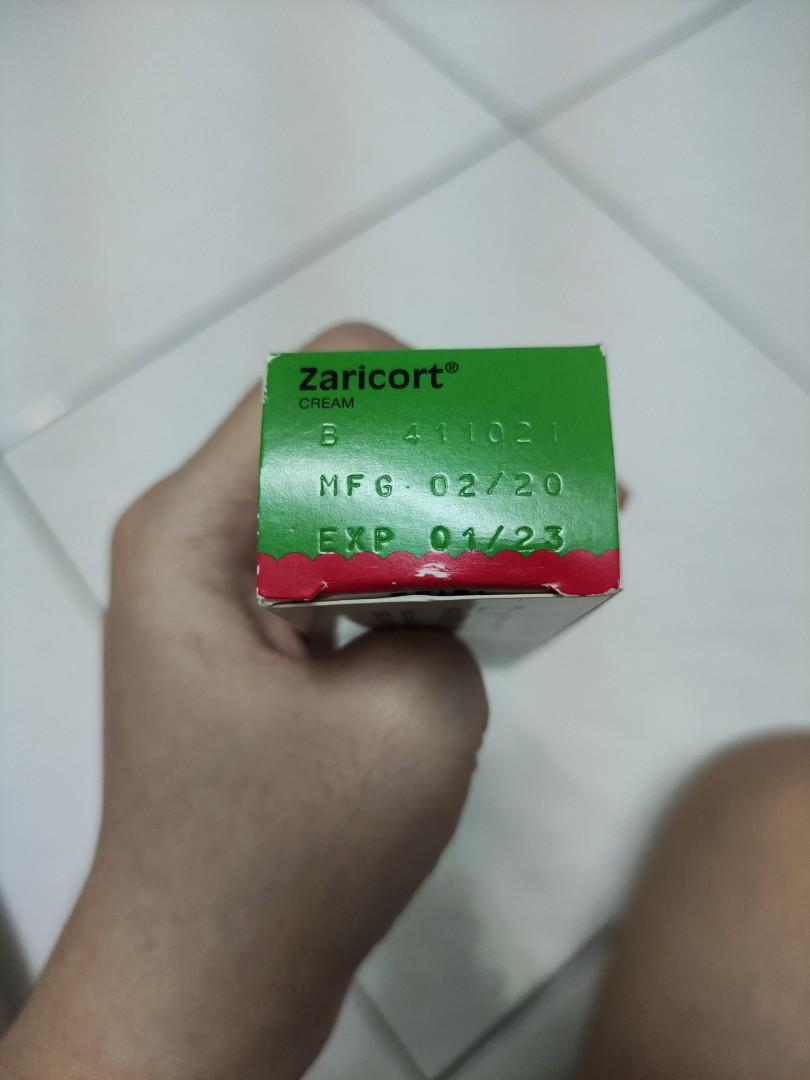 Zaricort®
CREAM
B 411021
MFG 02/20
EXP 01/23